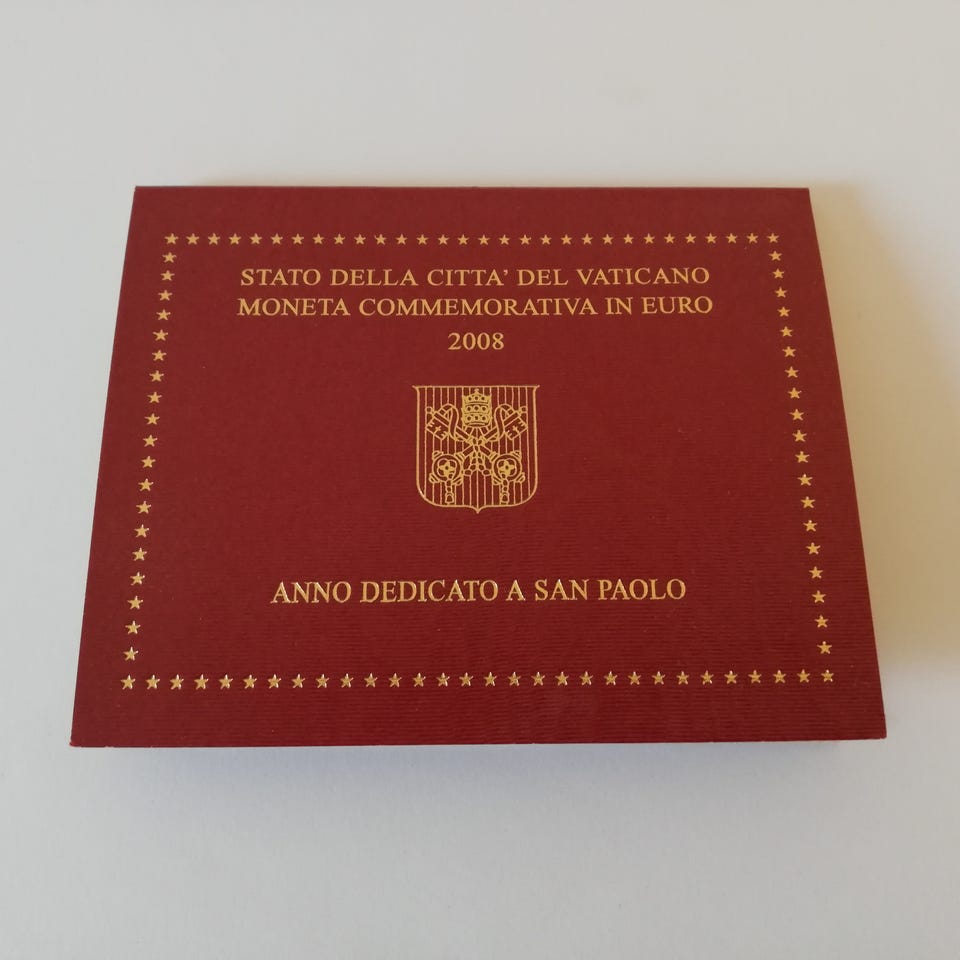 STATO DELLA CITTA' DEL VATICANO
MONETA COMMEMORATIVA IN EURO
2008
ANNO DEDICATO A SAN PAOLO